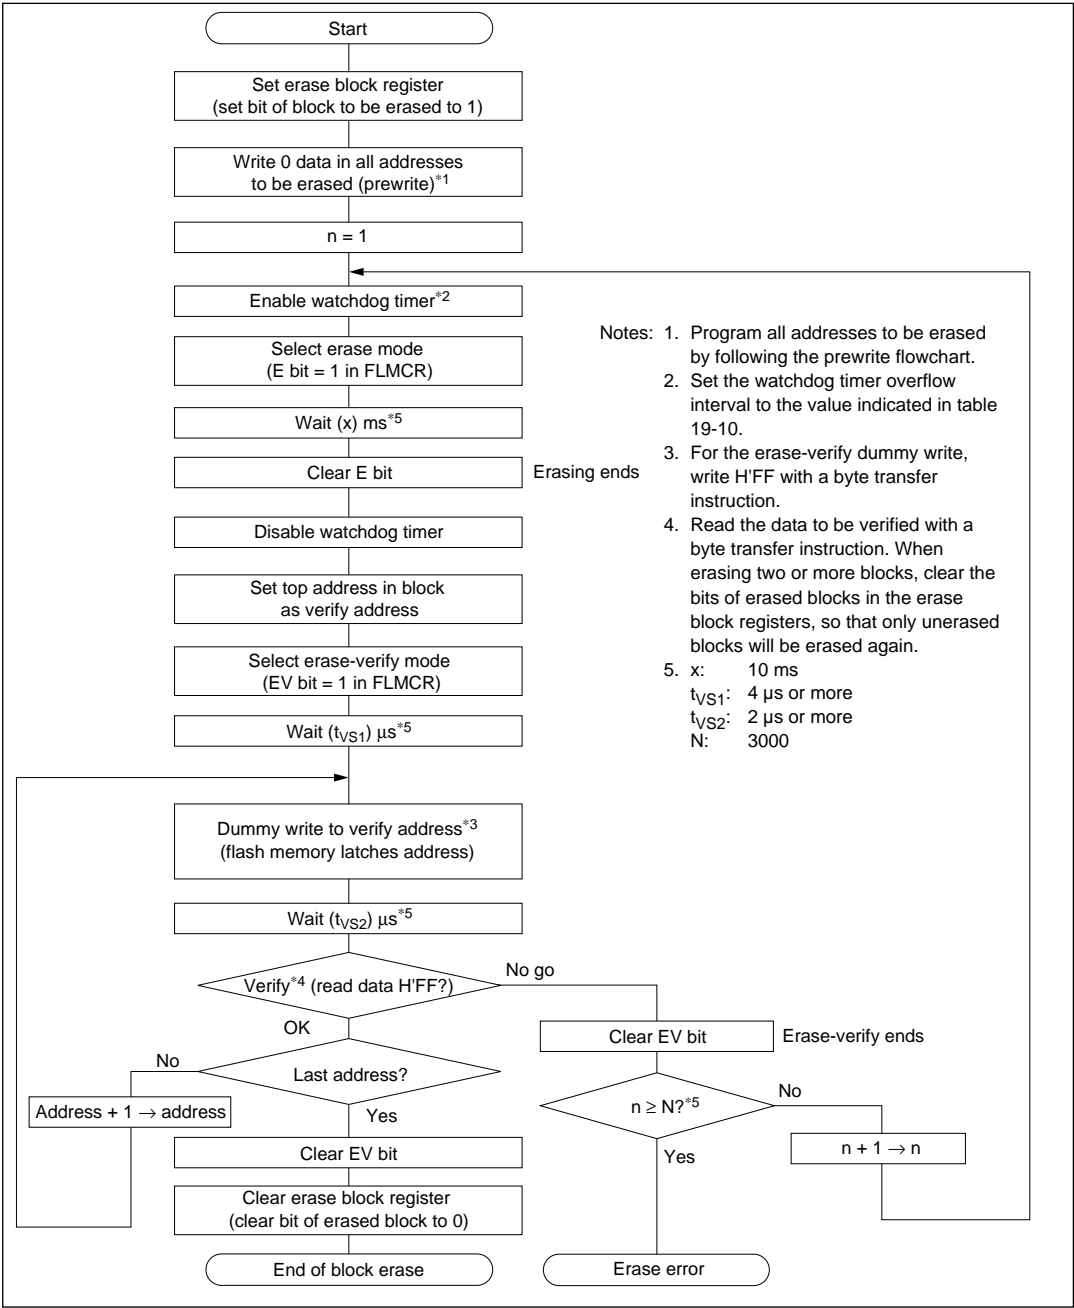 Start
Set erase block register
(set bit of block to be erased to 1)
Write 0 data in all addresses
to be erased (prewrite)*1
n = 1
Enable watchdog timer*2
Select erase mode
(E bit = 1 in FLMCR)
Wait (x) ms*5
Clear E bit
Erasing ends
Disable watchdog timer
Set top address in block
as verify address
Select erase-verify mode
(EV bit = 1 in FLMCR)
Wait (tVS1) μs*5
Dummy write to verify address*3
(flash memory latches address)
Wait (tVS2) μs*5
Verify*4 (read data H'FF?)
No go
OK
Clear EV bit
Erase-verify ends
Last address?
No
Yes
Address + 1 → address
n ≥ N?*5
No
Yes
n + 1 → n
Clear EV bit
Clear erase block register
(clear bit of erased block to 0)
End of block erase
Erase error
Notes: 1. Program all addresses to be erased
by following the prewrite flowchart.
2. Set the watchdog timer overflow
interval to the value indicated in table
19-10.
3. For the erase-verify dummy write,
write H'FF with a byte transfer
instruction.
4. Read the data to be verified with a
byte transfer instruction. When
erasing two or more blocks, clear the
bits of erased blocks in the erase
block registers, so that only unerased
blocks will be erased again.
5. x: 10 ms
tVS1: 4 μs or more
tVS2: 2 μs or more
N: 3000